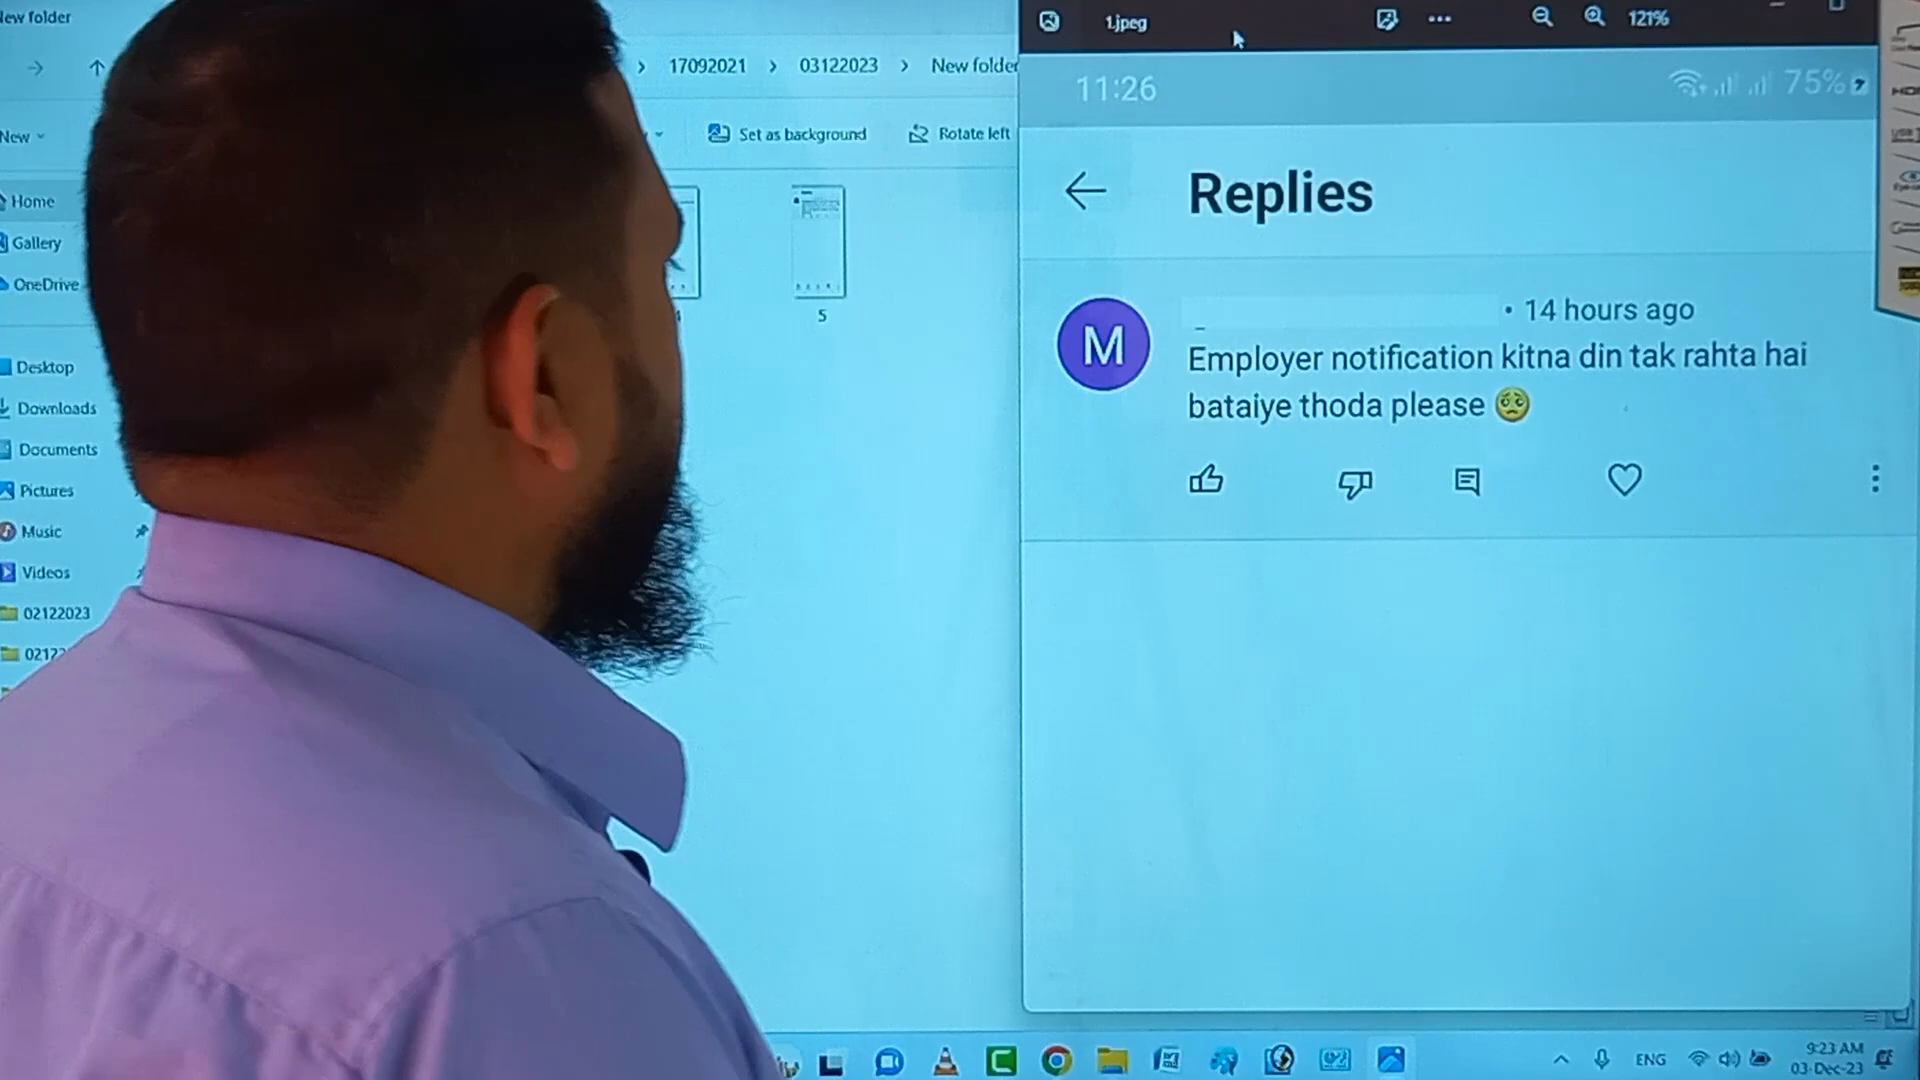 New folder
17092021 > 03122023 > New folder
New
Set as background
Rotate left
Home
Gallery
OneDrive
Desktop
Downloads
Documents
Pictures
Music
Videos
02122023
5
1.jpeg
121%
11:26
75%
Replies
M
• 14 hours ago
Employer notification kitna din tak rahta hai
bataiye thoda please 🥺
ENG
9:23 AM
03-Dec-23